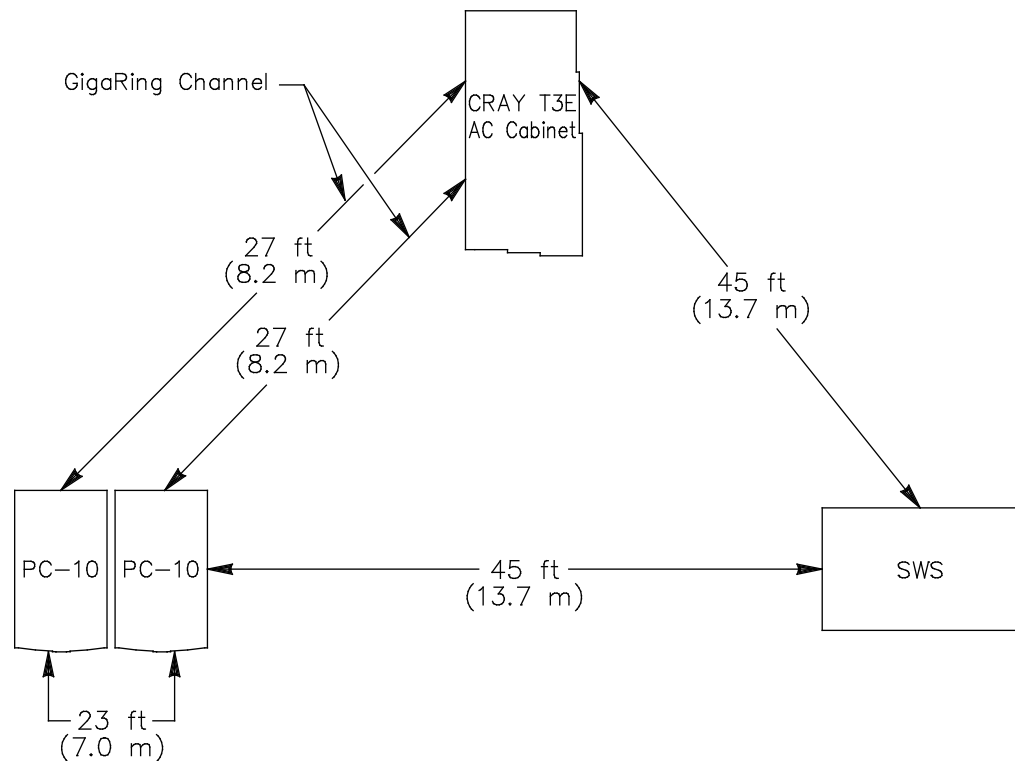 GigaRing Channel
CRAY T3E
AC Cabinet
27 ft
(8.2 m)
45 ft
(13.7 m)
27 ft
(8.2 m)
PC-10
PC-10
45 ft
(13.7 m)
SWS
23 ft
(7.0 m)